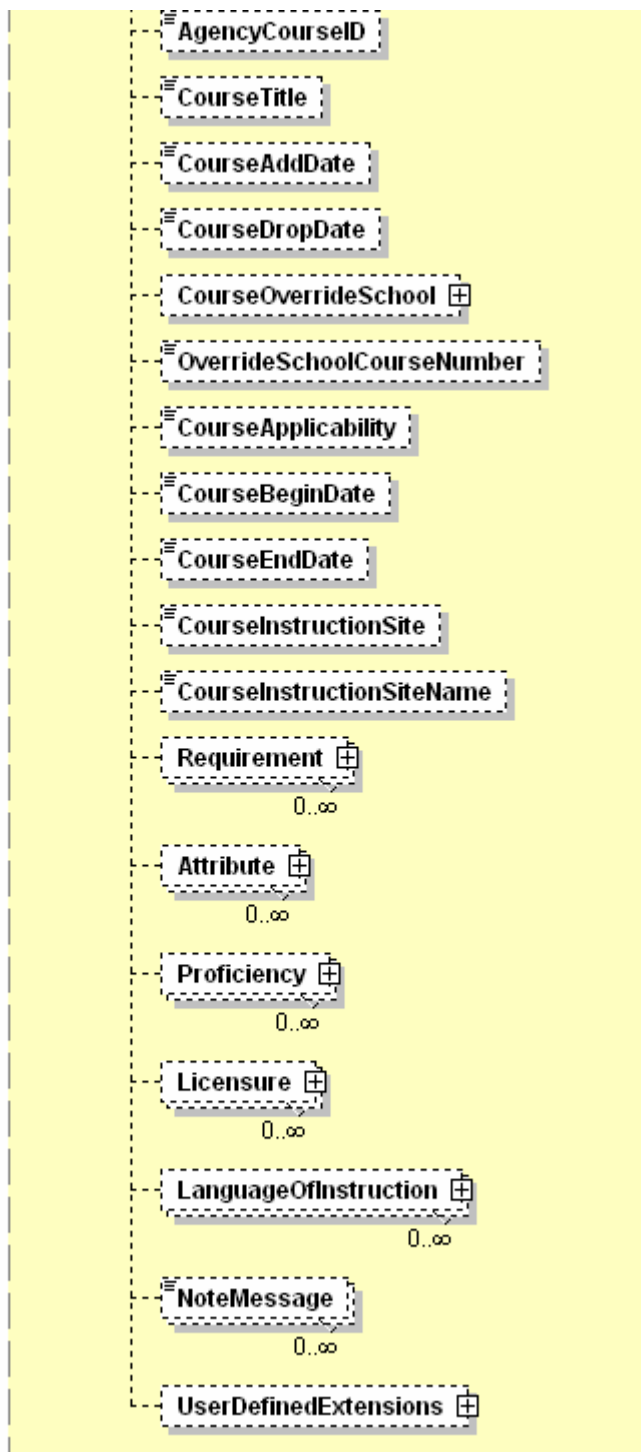 AgencyCourseID
CourseTitle
CourseAddDate
CourseDropDate
CourseOverrideSchool
OverrideSchoolCourseNumber
CourseApplicability
CourseBeginDate
CourseEndDate
CourseInstructionSite
CourseInstructionSiteName
Requirement
0..∞
Attribute
0..∞
Proficiency
0..∞
Licensure
0..∞
LanguageOfInstruction
0..∞
NoteMessage
0..∞
UserDefinedExtensions